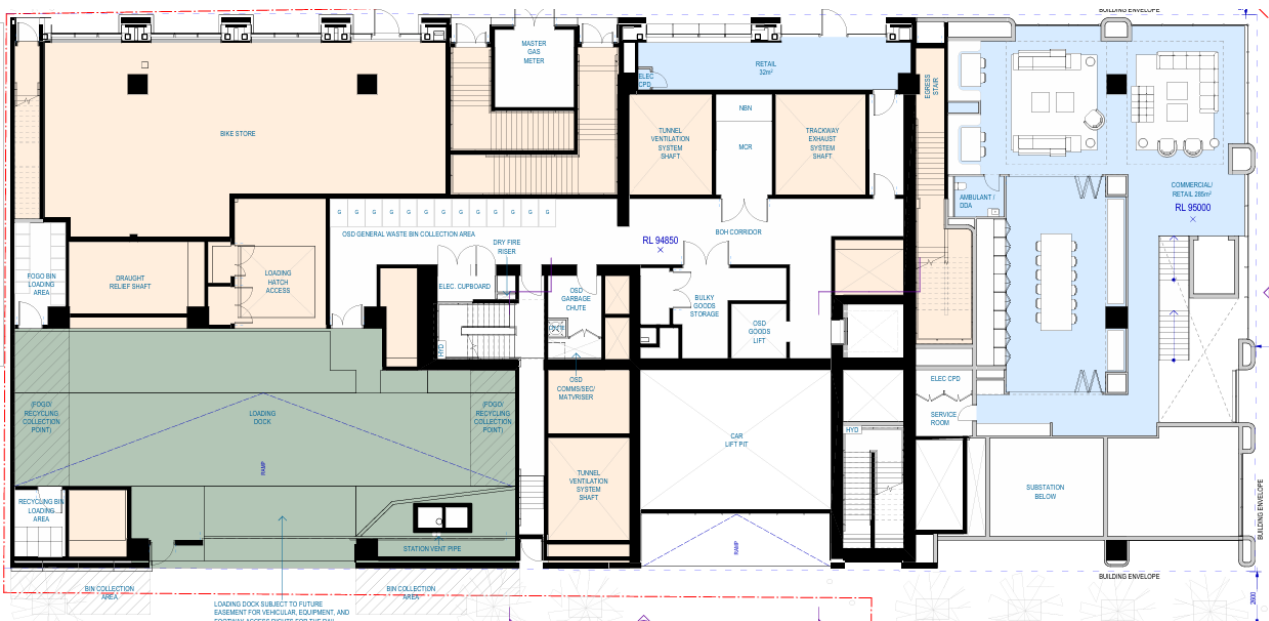 BUILDING ENVELOPE
MASTER
GAS
METER
RETAIL
32m²
ELEC
CPD
EGRESS
STAIR
BIKE STORE
TUNNEL
VENTILATION
SYSTEM
SHAFT
NBN
MCR
TRACKWAY
EXHAUST
SYSTEM
SHAFT
AMBULANT /
DDA
COMMERCIAL/
RETAIL 286m²
RL 95000
G G G G G G G G G G G G
OSD GENERAL WASTE BIN COLLECTION AREA
DRY FIRE
RISER
RL 94850
BOH CORRIDOR
FOGO BIN
LOADING
AREA
DRAUGHT
RELIEF SHAFT
LOADING
HATCH
ACCESS
ELEC. CUPBOARD
OSD
GARBAGE
CHUTE
BULKY
GOODS
STORAGE
OSD
GOODS
LIFT
HYD
OSD
COMMS/SEC/
MATV/RISER
ELEC CPD
SERVICE
ROOM
(FOGO/
RECYCLING
COLLECTION
POINT)
LOADING
DOCK
RAMP
(FOGO/
RECYCLING
COLLECTION
POINT)
CAR
LIFT PIT
HYD
TUNNEL
VENTILATION
SYSTEM
SHAFT
SUBSTATION
BELOW
RECYCLING BIN
LOADING
AREA
STATION VENT PIPE
RAMP
BUILDING ENVELOPE
BUILDING ENVELOPE
BIN COLLECTION
AREA
BIN COLLECTION
AREA
2600
LOADING DOCK SUBJECT TO FUTURE
EASEMENT FOR VEHICULAR, EQUIPMENT, AND